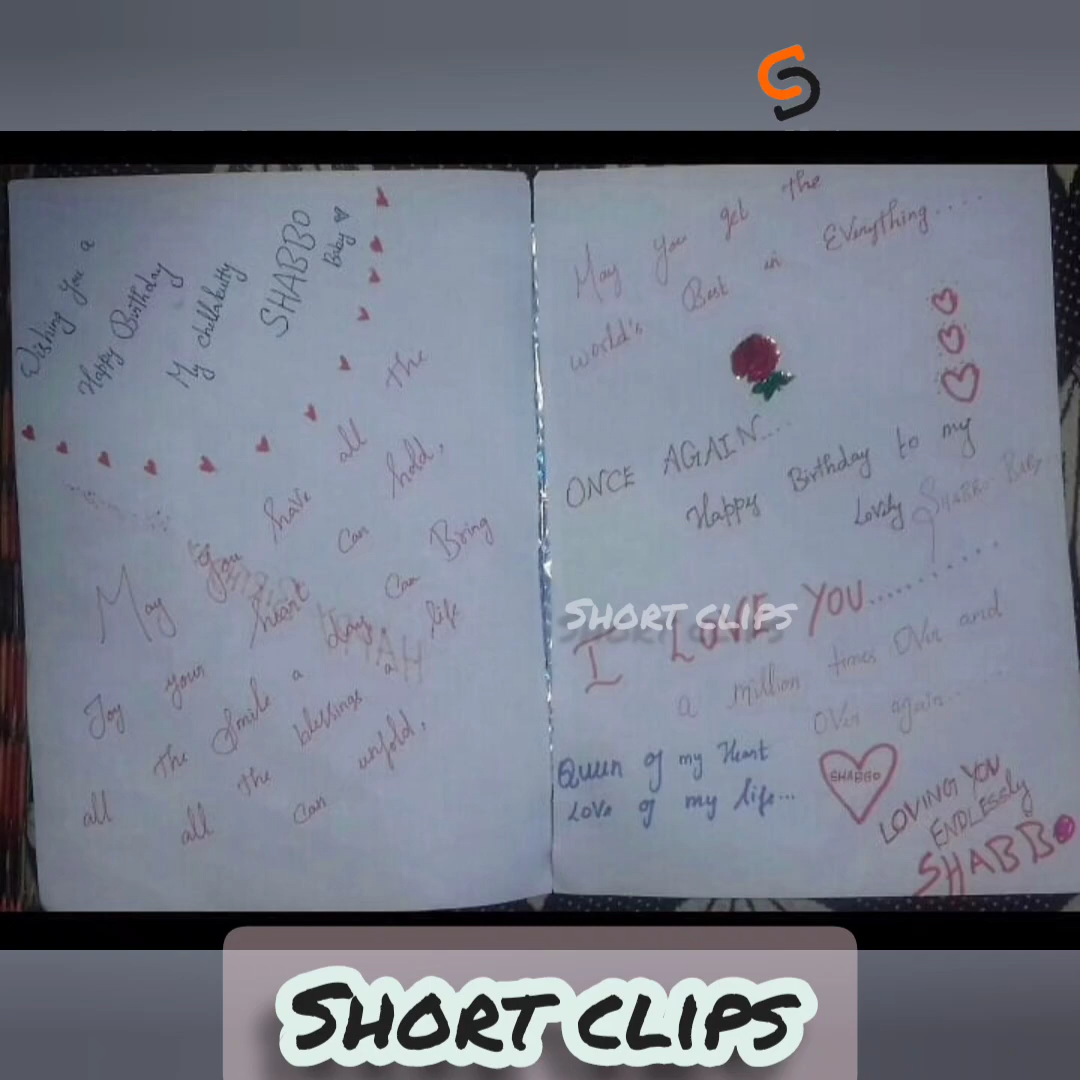 Wishing you a
Happy Birthday
My chellakutty
SHABBO
Baby
May you have all the
Joy your heart can hold,
all The Smile a day Can Bring
all The blessings a life
Can unfold,
May You get the
world's Best in Everything....
ONCE AGAIN....
Happy Birthday to my
Lovely SHABBO
I LOVE YOU..........
a million times Over and
Over again........
Queen of my Heart
Love of my life...
SHABBO
LOVING YOU
ENDLESSLY
SHABBO
SHORT CLIPS
SHORT CLIPS